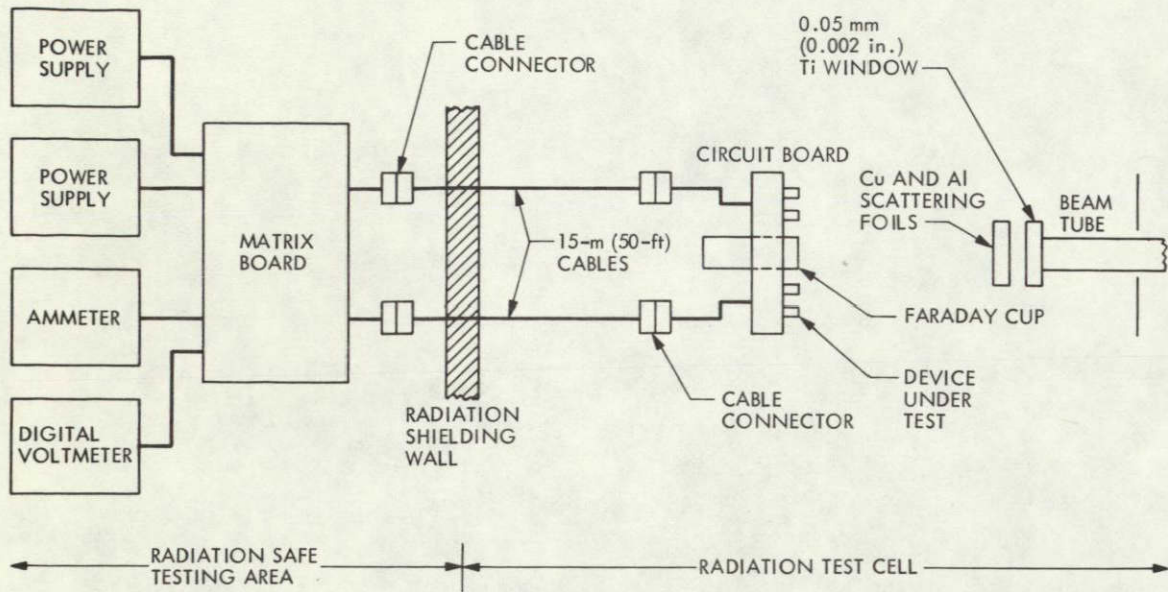 POWER
SUPPLY
POWER
SUPPLY
AMMETER
DIGITAL
VOLTMETER
MATRIX
BOARD
CABLE
CONNECTOR
15-m (50-ft)
CABLES
RADIATION
SHIELDING
WALL
CIRCUIT BOARD
CABLE
CONNECTOR
0.05 mm
(0.002 in.)
Ti WINDOW
Cu AND Al
SCATTERING
FOILS
BEAM
TUBE
FARADAY CUP
DEVICE
UNDER
TEST
RADIATION SAFE
TESTING AREA
RADIATION TEST CELL